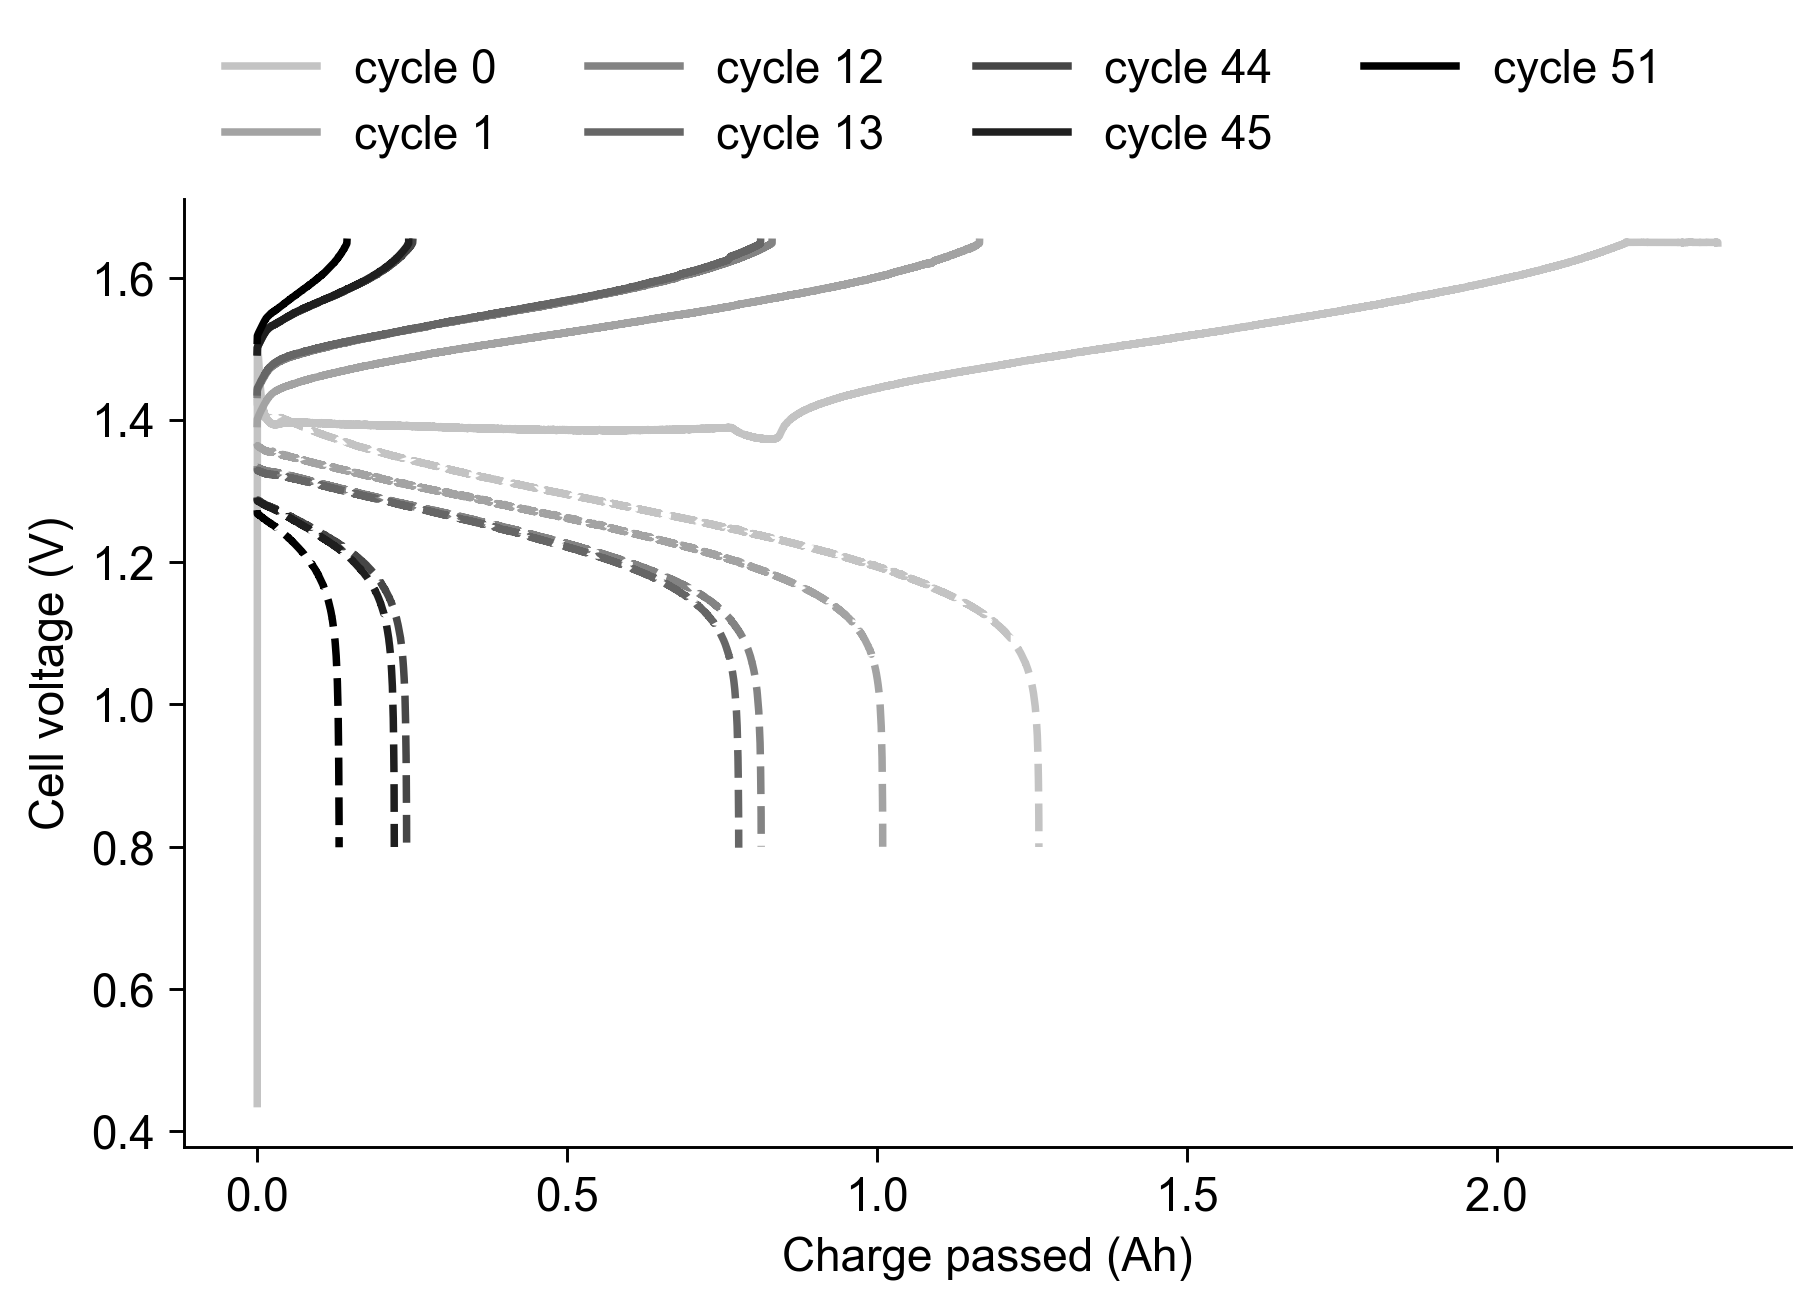 cycle 0 cycle 12 cycle 44 cycle 51
cycle 1 cycle 13 cycle 45
1.6
1.4
1.2
1.0
0.8
0.6
0.4
Cell voltage (V)
0.0 0.5 1.0 1.5 2.0
Charge passed (Ah)